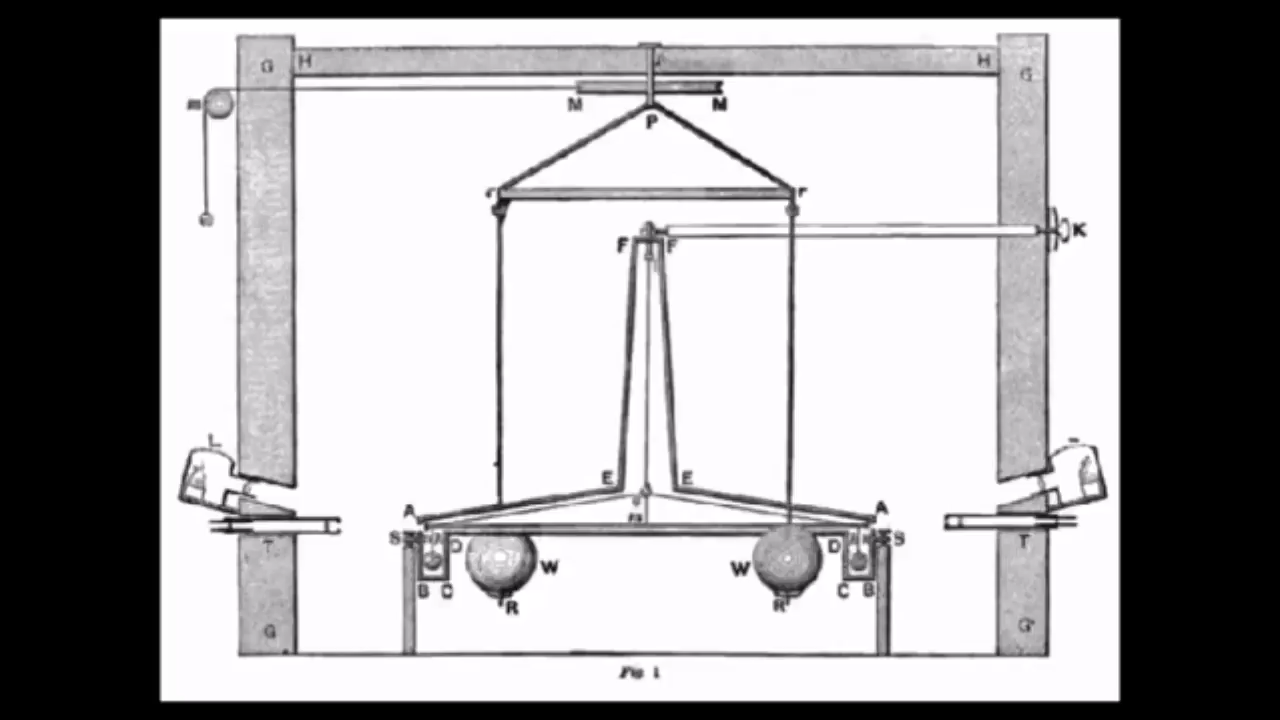 G H H G
m M M
P
r r
F F K
L
E E
A A
S D D S
T T
B C W W C B
R R
G G
Fig 1